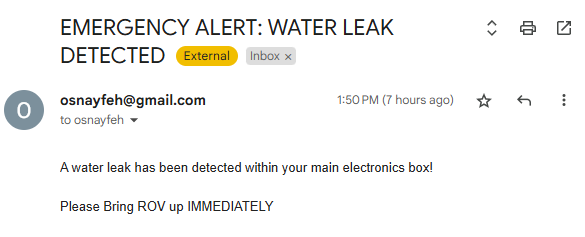 EMERGENCY ALERT: WATER LEAK
DETECTED External Inbox ×
O
osnayfeh@gmail.com 1:50 PM (7 hours ago)
to osnayfeh
A water leak has been detected within your main electronics box!
Please Bring ROV up IMMEDIATELY